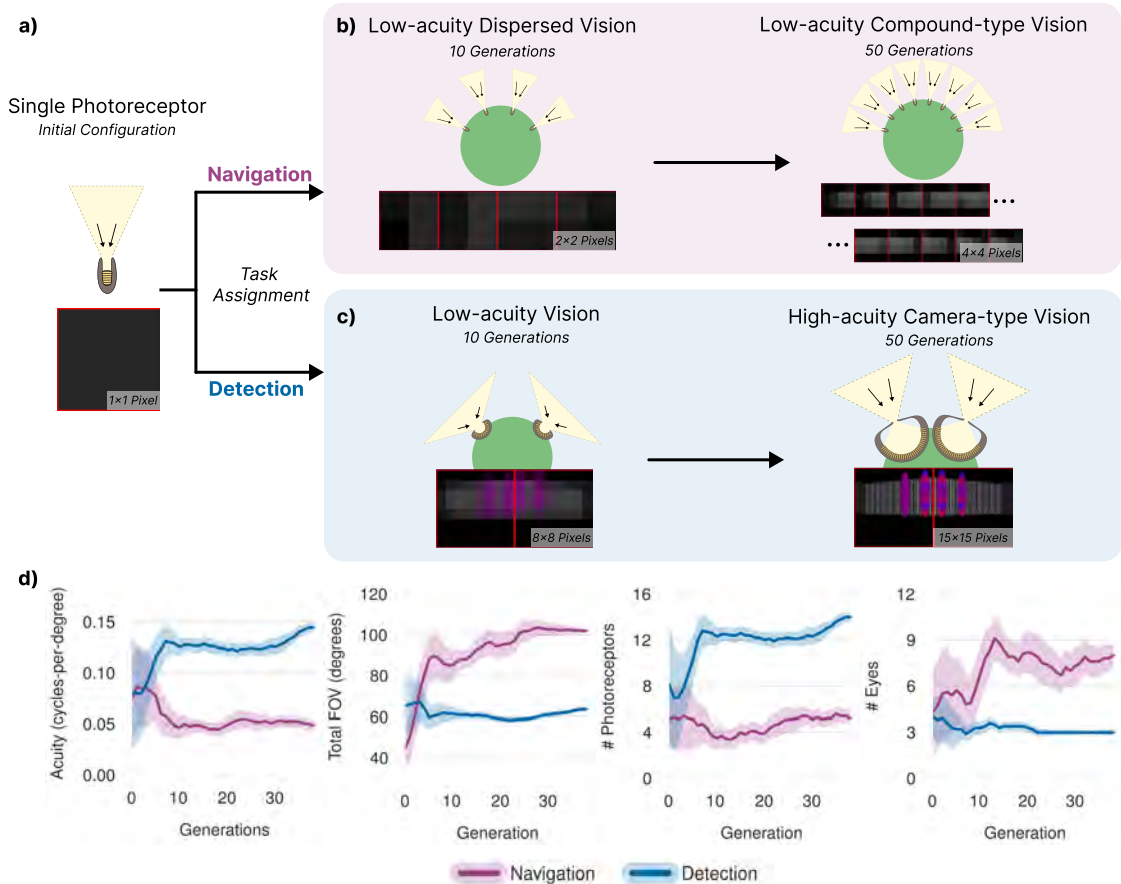 a)
Single Photoreceptor
Initial Configuration
1×1 Pixel
Navigation
Task
Assignment
Detection
b)
Low-acuity Dispersed Vision
10 Generations
2×2 Pixels
Low-acuity Compound-type Vision
50 Generations
...
...
4×4 Pixels
c)
Low-acuity Vision
10 Generations
8×8 Pixels
High-acuity Camera-type Vision
50 Generations
15×15 Pixels
d)
Acuity (cycles-per-degree)
0.15
0.10
0.05
0.00
0 10 20 30
Generations
Total FOV (degrees)
120
100
80
60
40
0 10 20 30
Generation
# Photoreceptors
16
12
8
4
0
0 10 20 30
Generation
# Eyes
12
9
6
3
0
0 10 20 30
Generation
Navigation
Detection